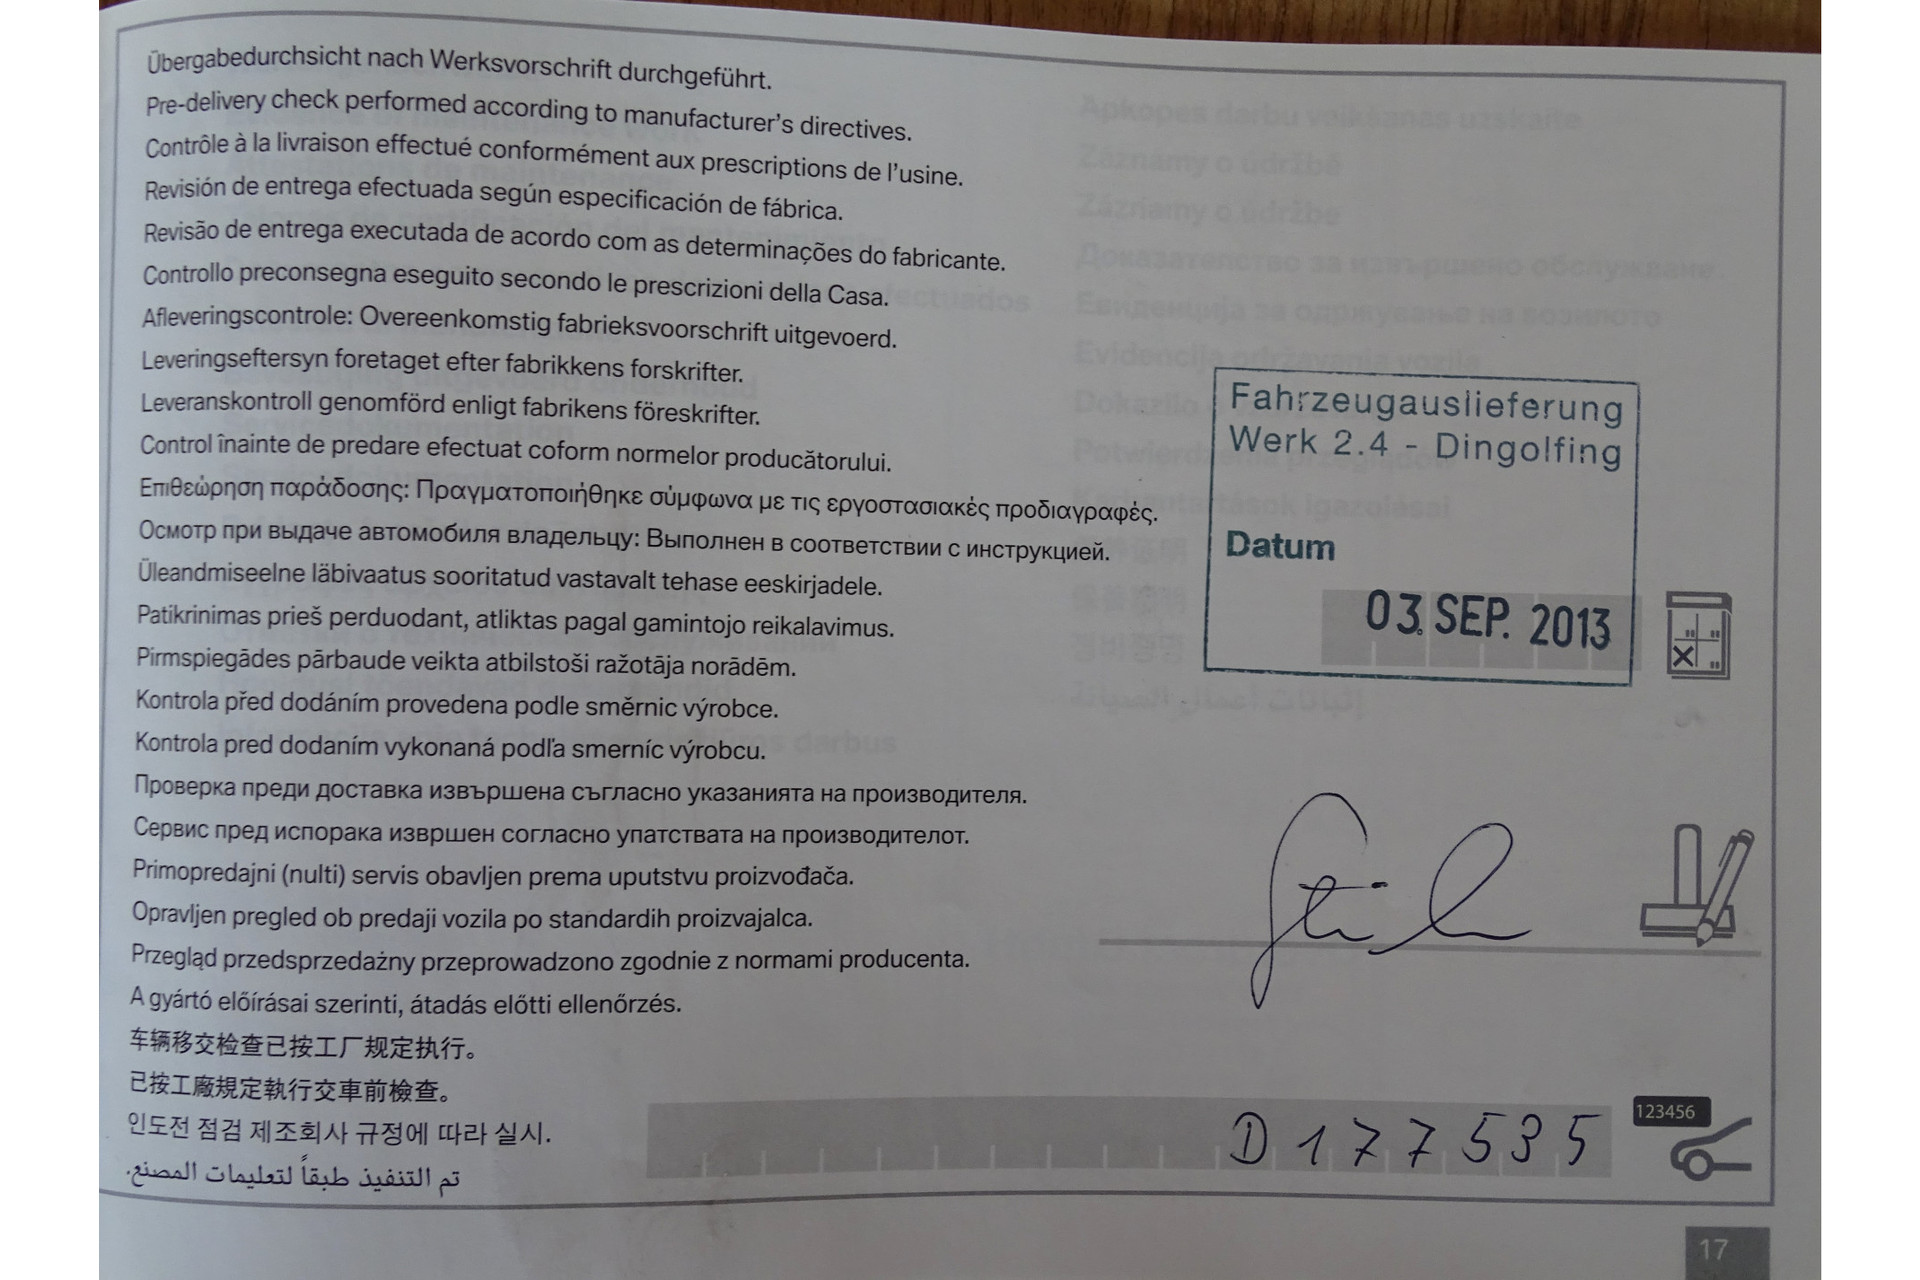 Übergabedurchsicht nach Werksvorschrift durchgeführt.
Pre-delivery check performed according to manufacturer's directives.
Contrôle à la livraison effectué conformément aux prescriptions de l'usine.
Revisión de entrega efectuada según especificación de fábrica.
Revisão de entrega executada de acordo com as determinações do fabricante.
Controllo preconsegna eseguito secondo le prescrizioni della Casa.
Afleveringscontrole: Overeenkomstig fabrieksvoorschrift uitgevoerd.
Leveringseftersyn foretaget efter fabrikkens forskrifter.
Leveranskontroll genomförd enligt fabrikens föreskrifter.
Control înainte de predare efectuat coform normelor producătorului.
Επιθεώρηση παράδοσης: Πραγματοποιήθηκε σύμφωνα με τις εργοστασιακές προδιαγραφές.
Осмотр при выдаче автомобиля владельцу: Выполнен в соответствии с инструкцией.
Üleandmiseelne läbivaatus sooritatud vastavalt tehase eeskirjadele.
Patikrinimas prieš perduodant, atliktas pagal gamintojo reikalavimus.
Pirmspiegādes pārbaude veikta atbilstoši ražotāja norādēm.
Kontrola před dodáním provedena podle směrnic výrobce.
Kontrola pred dodaním vykonaná podľa smerníc výrobcu.
Проверка преди доставка извършена съгласно указанията на производителя.
Сервис пред испорака извршен согласно упатствата на производителот.
Primopredajni (nulti) servis obavljen prema uputstvu proizvođača.
Opravljen pregled ob predaji vozila po standardih proizvajalca.
Przegląd przedsprzedażny przeprowadzono zgodnie z normami producenta.
A gyártó előírásai szerinti, átadás előtti ellenőrzés.
车辆移交检查已按工厂规定执行。
已按工廠規定執行交車前檢查。
인도전 점검 제조회사 규정에 따라 실시.
تم التنفيذ طبقاً لتعليمات المصنع.
Fahrzeugauslieferung
Werk 2.4 - Dingolfing
Datum
03. SEP. 2013
D177535
123456
17